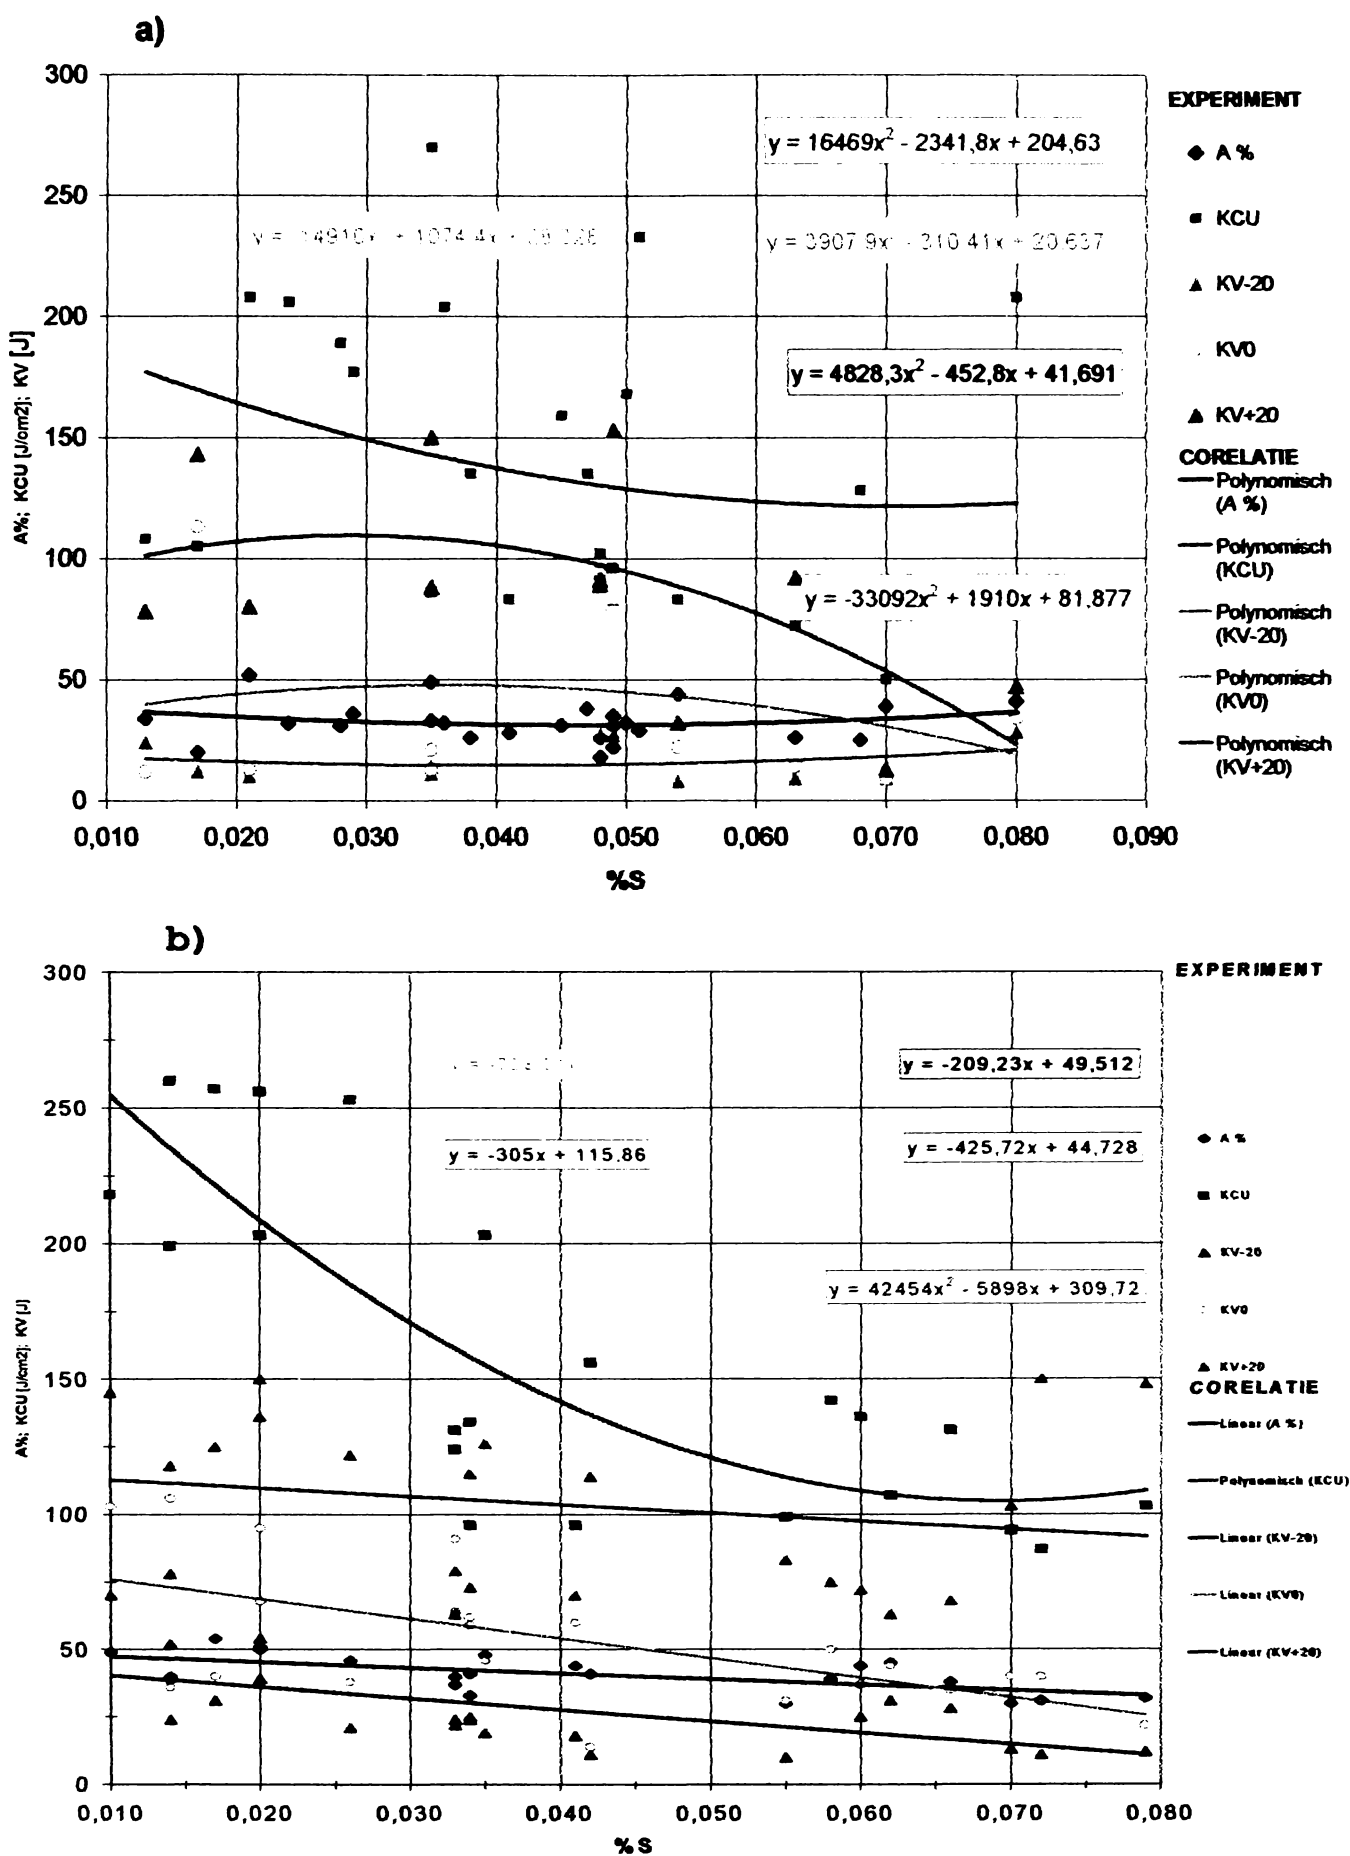 a)
300
250
200
150
100
50
0
A%; KCU [J/cm2]; KV [J]
0,010 0,020 0,030 0,040 0,050 0,060 0,070 0,080 0,090
%S
y = 16469x² - 2341,8x + 204,63
y = 3907,9x² - 310,41x + 20,637
y = 4828,3x² - 452,8x + 41,691
y = -33092x² + 1910x + 81,877
EXPERIMENT
A %
KCU
KV-20
KV0
KV+20
CORELATIE
Polynomisch
(A %)
Polynomisch
(KCU)
Polynomisch
(KV-20)
Polynomisch
(KV0)
Polynomisch
(KV+20)
b)
300
250
200
150
100
50
0
A%; KCU [J/cm2]; KV [J]
0,010 0,020 0,030 0,040 0,050 0,060 0,070 0,080
%S
y = -209,23x + 49,512
y = -305x + 115,86
y = -425,72x + 44,728
y = 42454x² - 5898x + 309,72
EXPERIMENT
A %
KCU
KV-20
KV0
KV+20
CORELATIE
Linear (A %)
Polynomisch (KCU)
Linear (KV-20)
Linear (KV0)
Linear (KV+20)